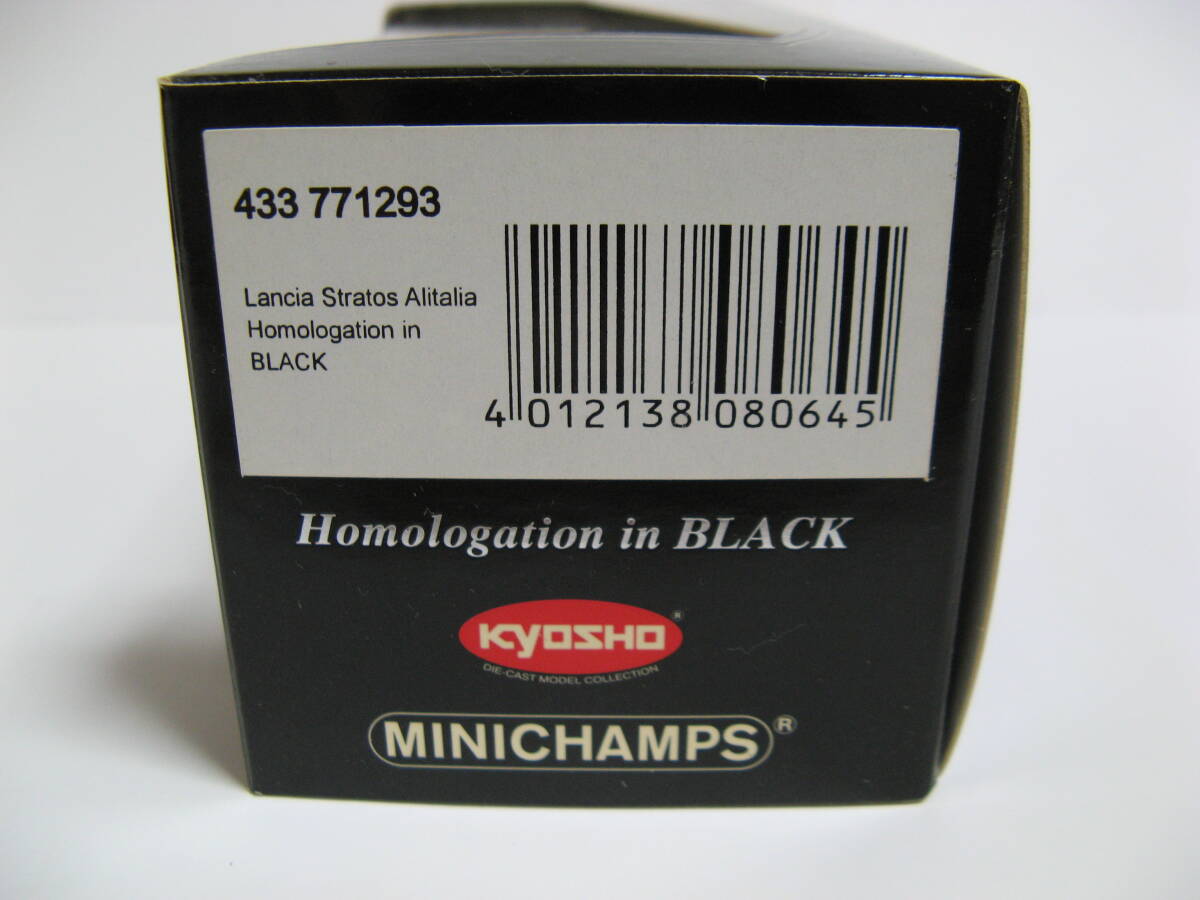 433 771293
Lancia Stratos Alitalia
Homologation in
BLACK
4 012138 080645
Homologation in BLACK
KYOSHO ®
DIE-CAST MODEL COLLECTION
MINICHAMPS ®